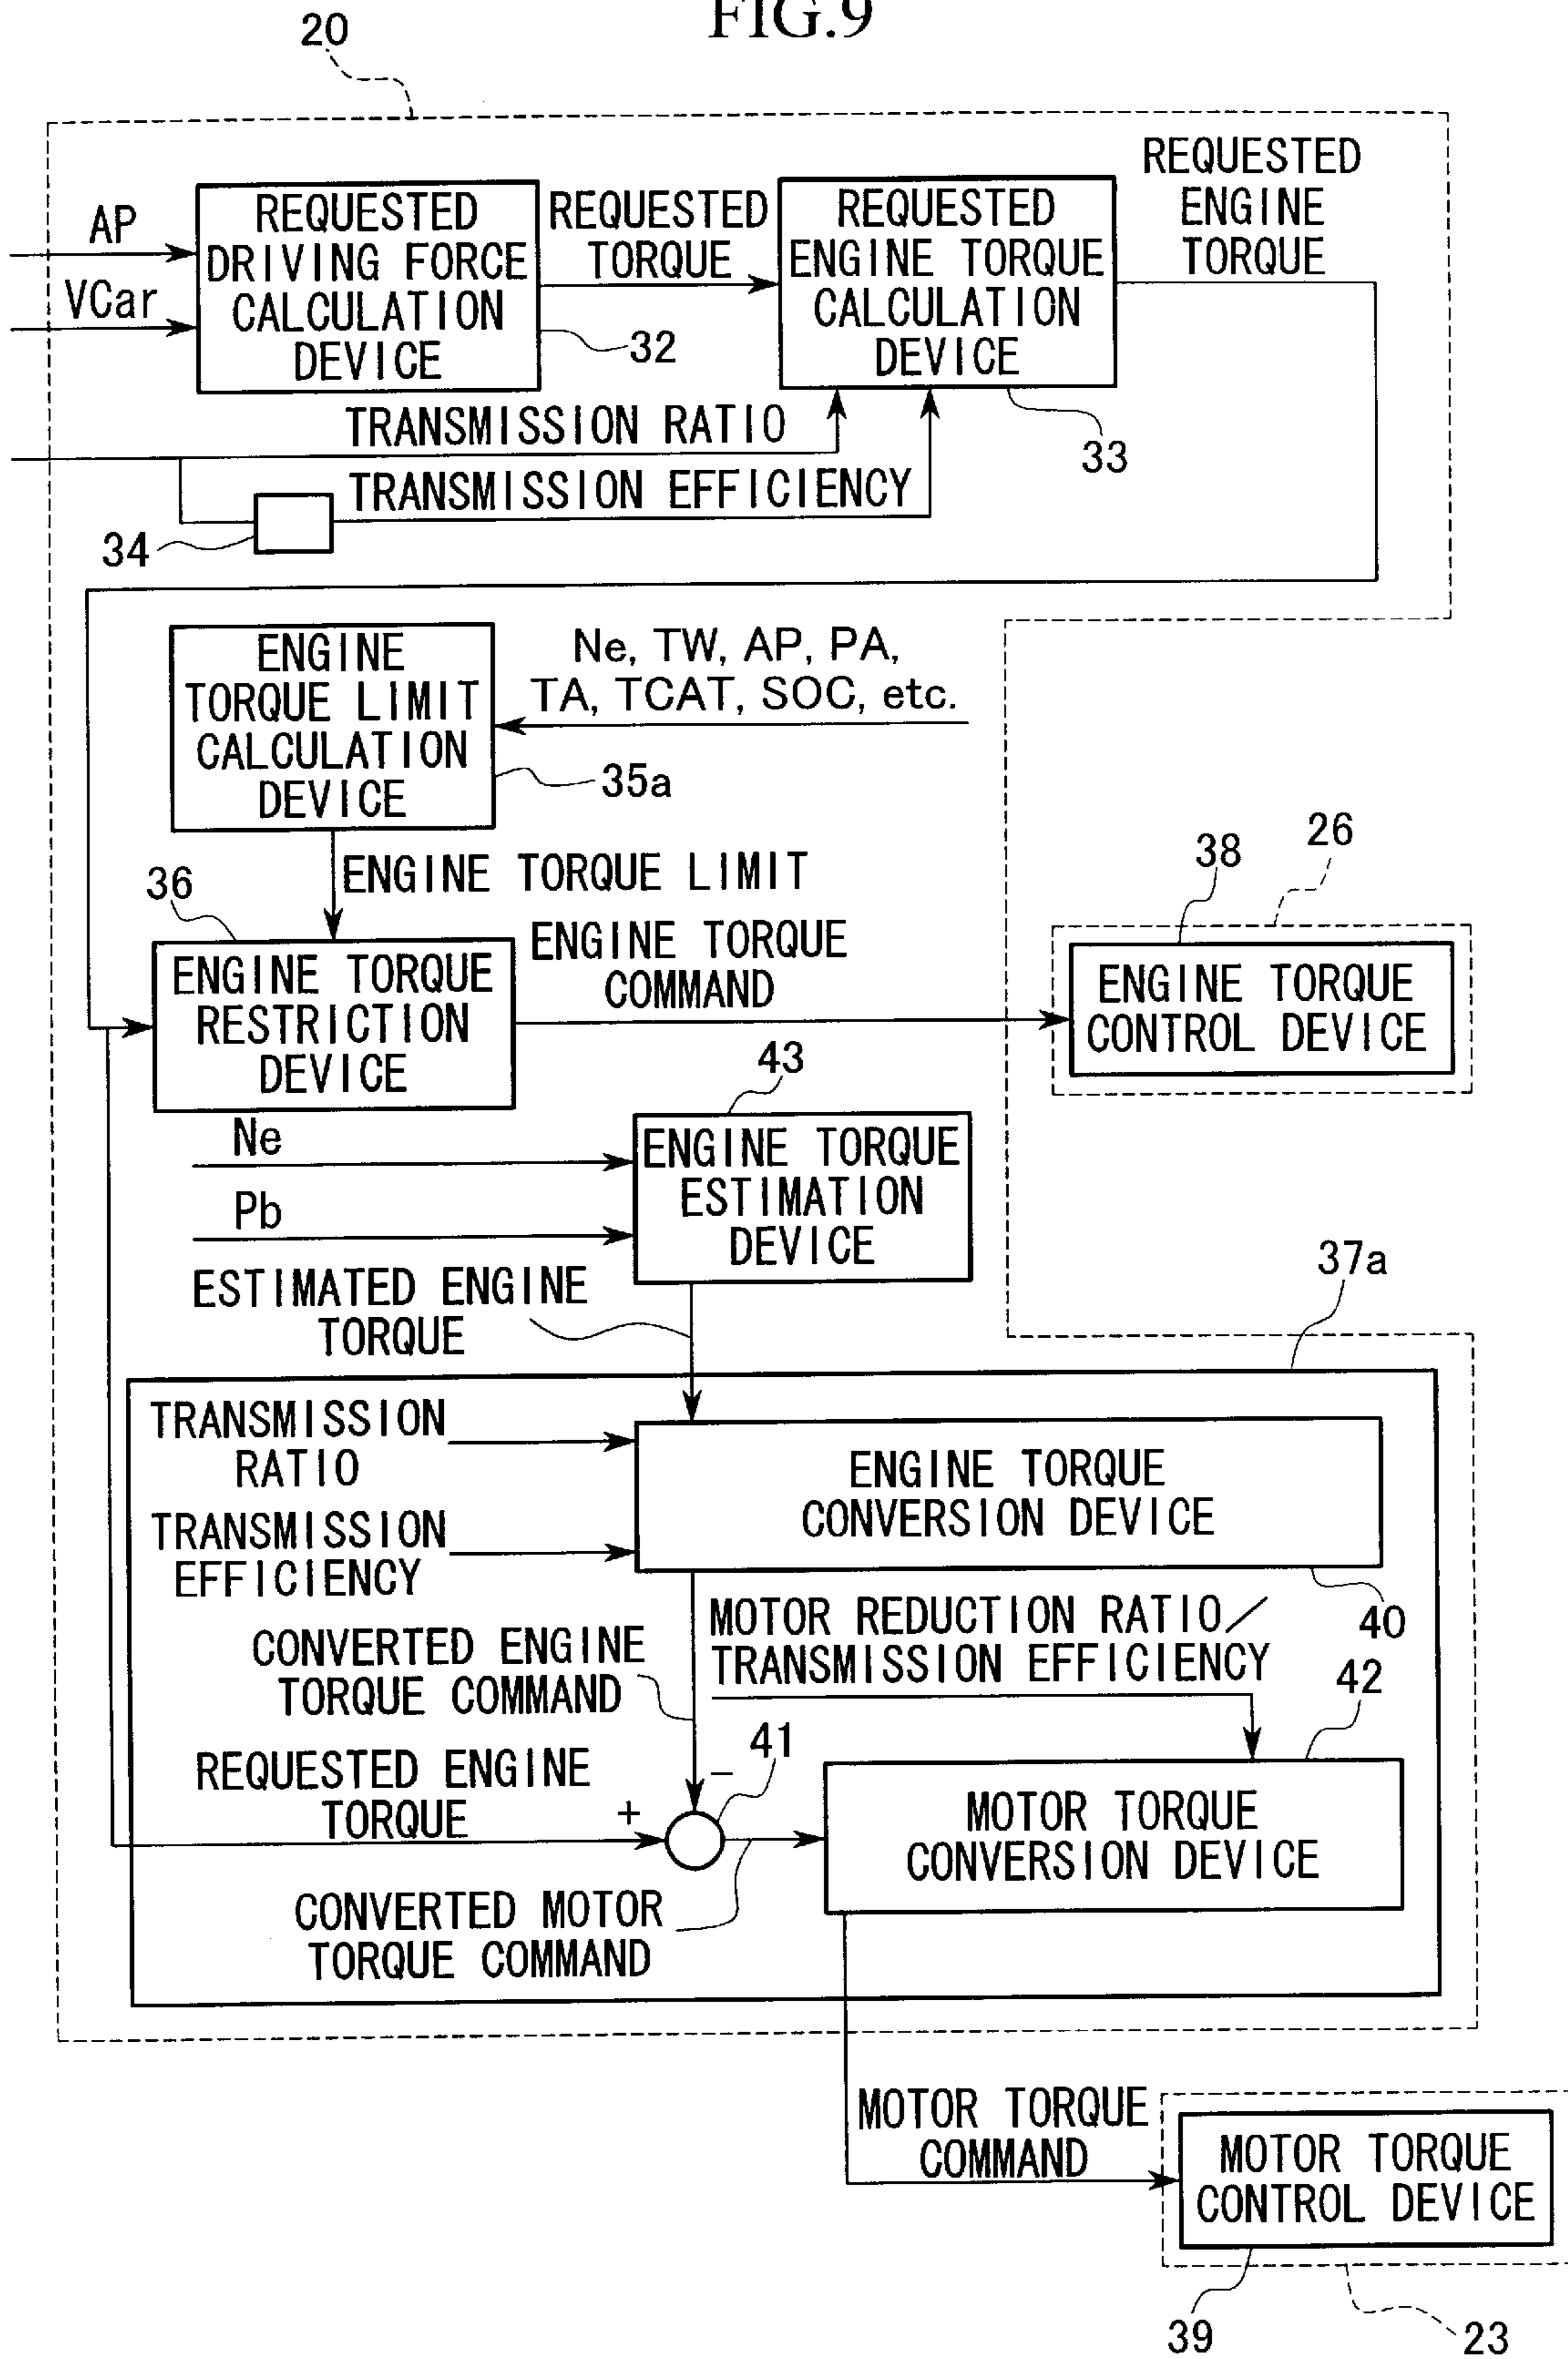 FIG.9
20
AP
VCar
REQUESTED
DRIVING FORCE
CALCULATION
DEVICE
32
REQUESTED
TORQUE
REQUESTED
ENGINE TORQUE
CALCULATION
DEVICE
33
REQUESTED
ENGINE
TORQUE
TRANSMISSION RATIO
TRANSMISSION EFFICIENCY
34
ENGINE
TORQUE LIMIT
CALCULATION
DEVICE
Ne, TW, AP, PA,
TA, TCAT, SOC, etc.
35a
ENGINE TORQUE LIMIT
36
ENGINE TORQUE
RESTRICTION
DEVICE
ENGINE TORQUE
COMMAND
38
26
ENGINE TORQUE
CONTROL DEVICE
43
Ne
Pb
ENGINE TORQUE
ESTIMATION
DEVICE
ESTIMATED ENGINE
TORQUE
37a
TRANSMISSION
RATIO
TRANSMISSION
EFFICIENCY
ENGINE TORQUE
CONVERSION DEVICE
40
MOTOR REDUCTION RATIO/
TRANSMISSION EFFICIENCY
CONVERTED ENGINE
TORQUE COMMAND
42
41
−
+
REQUESTED ENGINE
TORQUE
MOTOR TORQUE
CONVERSION DEVICE
CONVERTED MOTOR
TORQUE COMMAND
MOTOR TORQUE
COMMAND
MOTOR TORQUE
CONTROL DEVICE
39
23